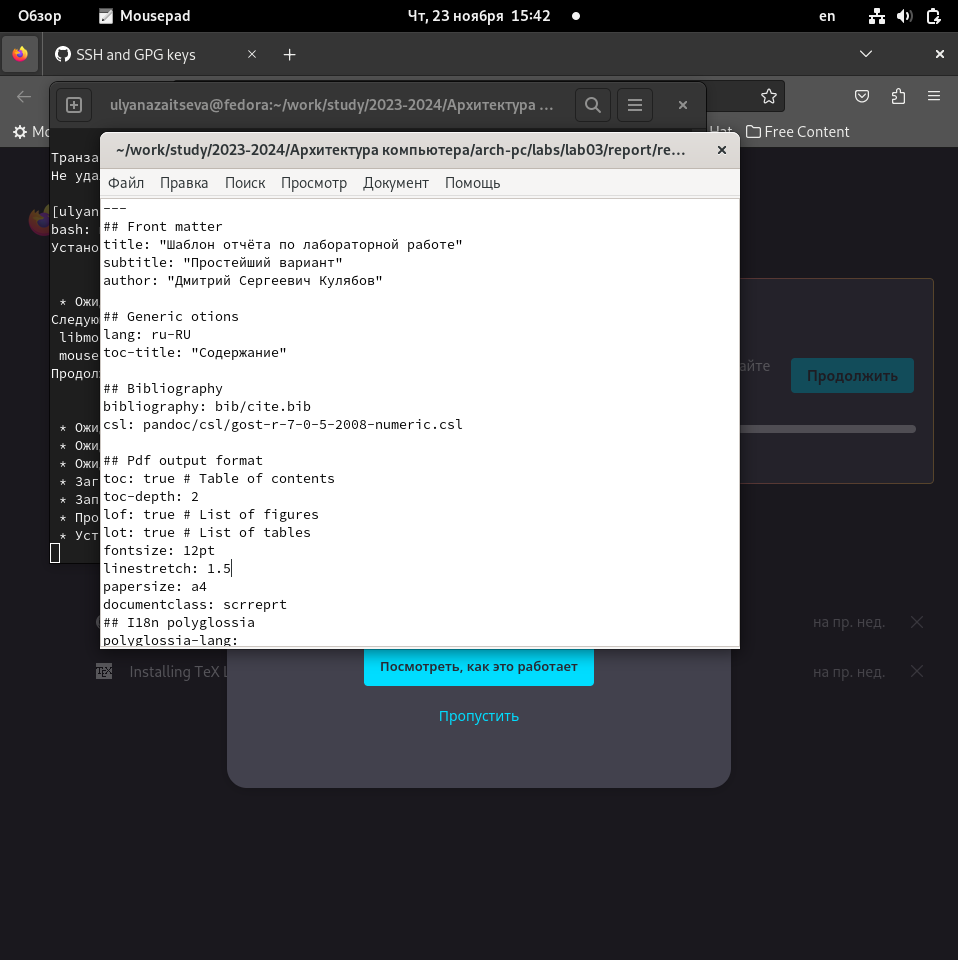 Обзор Mousepad Чт, 23 ноября 15:42 en
SSH and GPG keys
ulyanazaitseva@fedora:~/work/study/2023-2024/Архитектура ...
Free Content
~/work/study/2023-2024/Архитектура компьютера/arch-pc/labs/lab03/report/re...
Файл Правка Поиск Просмотр Документ Помощь
---
## Front matter
title: "Шаблон отчёта по лабораторной работе"
subtitle: "Простейший вариант"
author: "Дмитрий Сергеевич Кулябов"
## Generic otions
lang: ru-RU
toc-title: "Содержание"
## Bibliography
bibliography: bib/cite.bib
csl: pandoc/csl/gost-r-7-0-5-2008-numeric.csl
## Pdf output format
toc: true # Table of contents
toc-depth: 2
lof: true # List of figures
lot: true # List of tables
fontsize: 12pt
linestretch: 1.5
papersize: a4
documentclass: scrreprt
## I18n polyglossia
polyglossia-lang:
Транза
Не уда
[ulyan
bash:
Устано
* Ожи
Следую
libmo
mouse
Продол
* Ожи
* Ожи
* Ожи
* Заг
* Зап
* Про
* Уст
айте
Продолжить
на пр. нед.
Installing TeX L
на пр. нед.
Посмотреть, как это работает
Пропустить